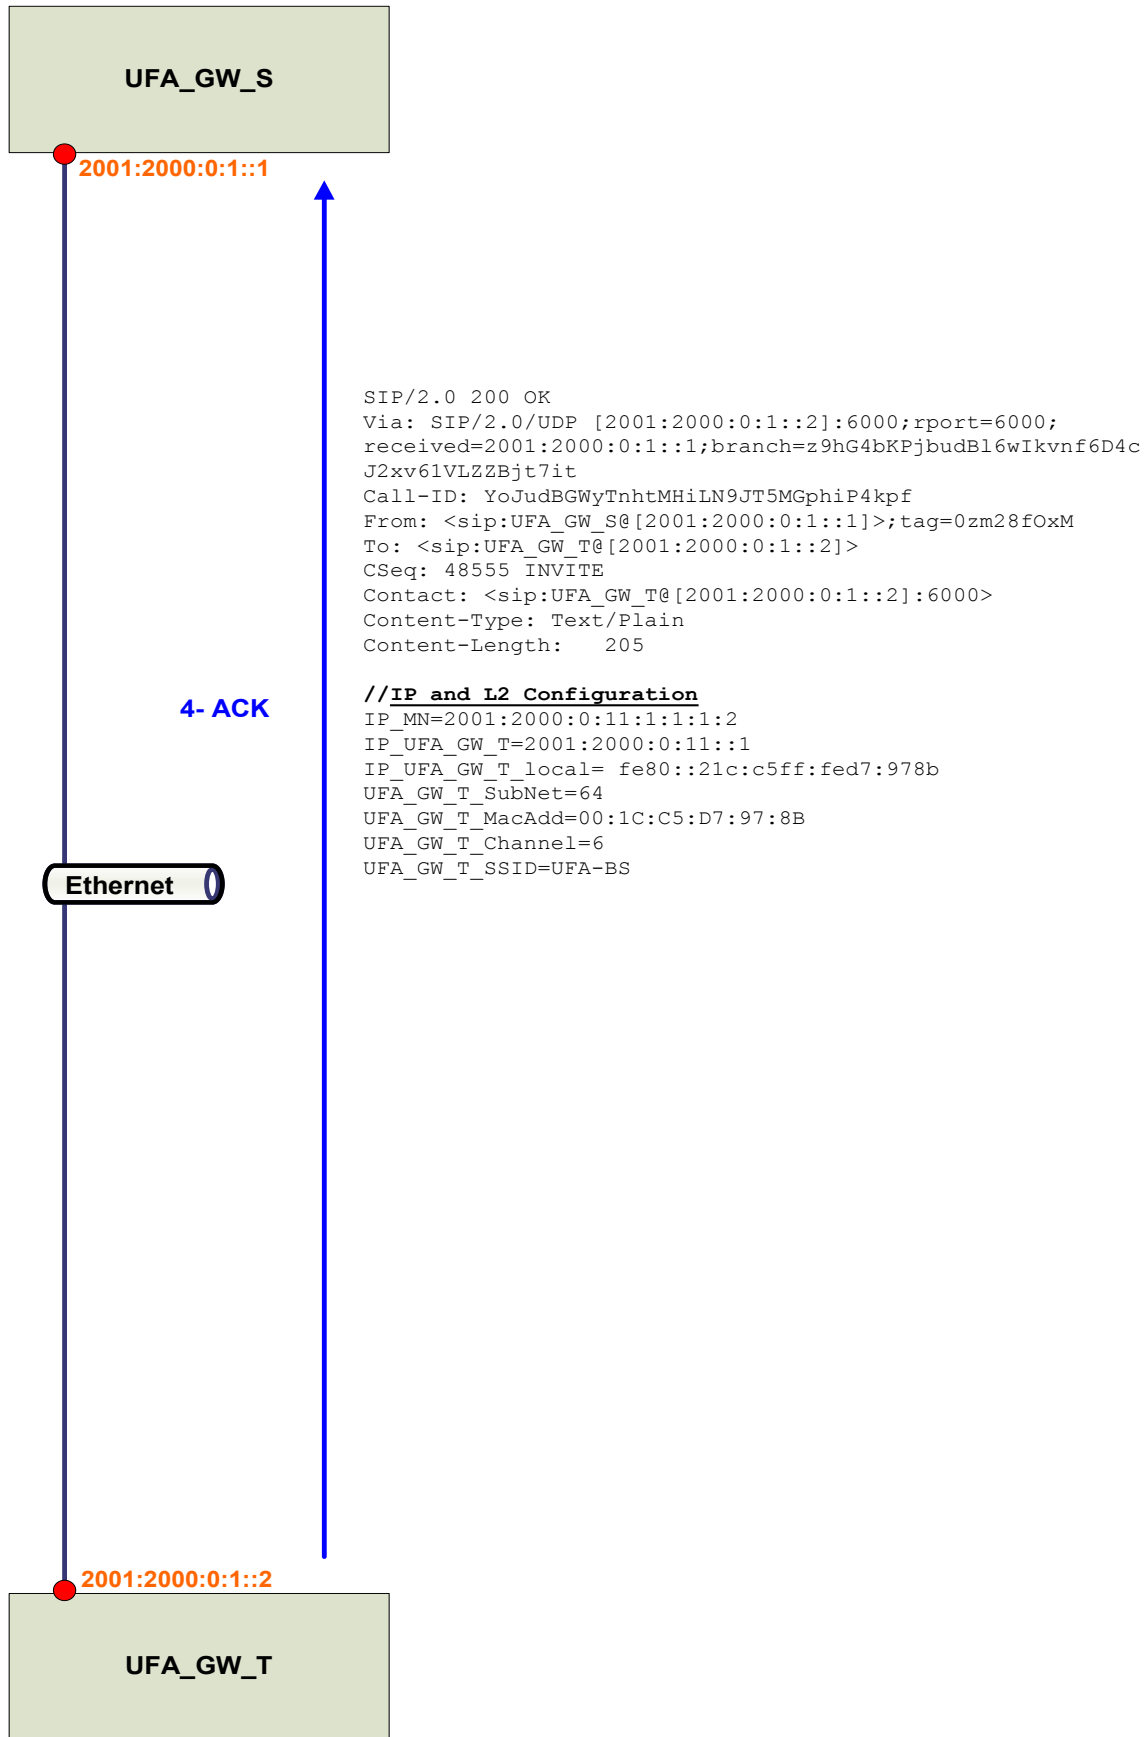 UFA_GW_S
2001:2000:0:1::1
SIP/2.0 200 OK
Via: SIP/2.0/UDP [2001:2000:0:1::2]:6000;rport=6000;
received=2001:2000:0:1::1;branch=z9hG4bKPjbudBl6wIkvnf6D4c
J2xv61VLZZBjt7it
Call-ID: YoJudBGWyTnhtMHiLN9JT5MGphiP4kpf
From: <sip:UFA_GW_S@[2001:2000:0:1::1]>;tag=0zm28fOxM
To: <sip:UFA_GW_T@[2001:2000:0:1::2]>
CSeq: 48555 INVITE
Contact: <sip:UFA_GW_T@[2001:2000:0:1::2]:6000>
Content-Type: Text/Plain
Content-Length:   205
//IP and L2 Configuration
4- ACK
IP_MN=2001:2000:0:11:1:1:1:2
IP_UFA_GW_T=2001:2000:0:11::1
IP_UFA_GW_T_local= fe80::21c:c5ff:fed7:978b
UFA_GW_T_SubNet=64
UFA_GW_T_MacAdd=00:1C:C5:D7:97:8B
UFA_GW_T_Channel=6
UFA_GW_T_SSID=UFA-BS
Ethernet
2001:2000:0:1::2
UFA_GW_T